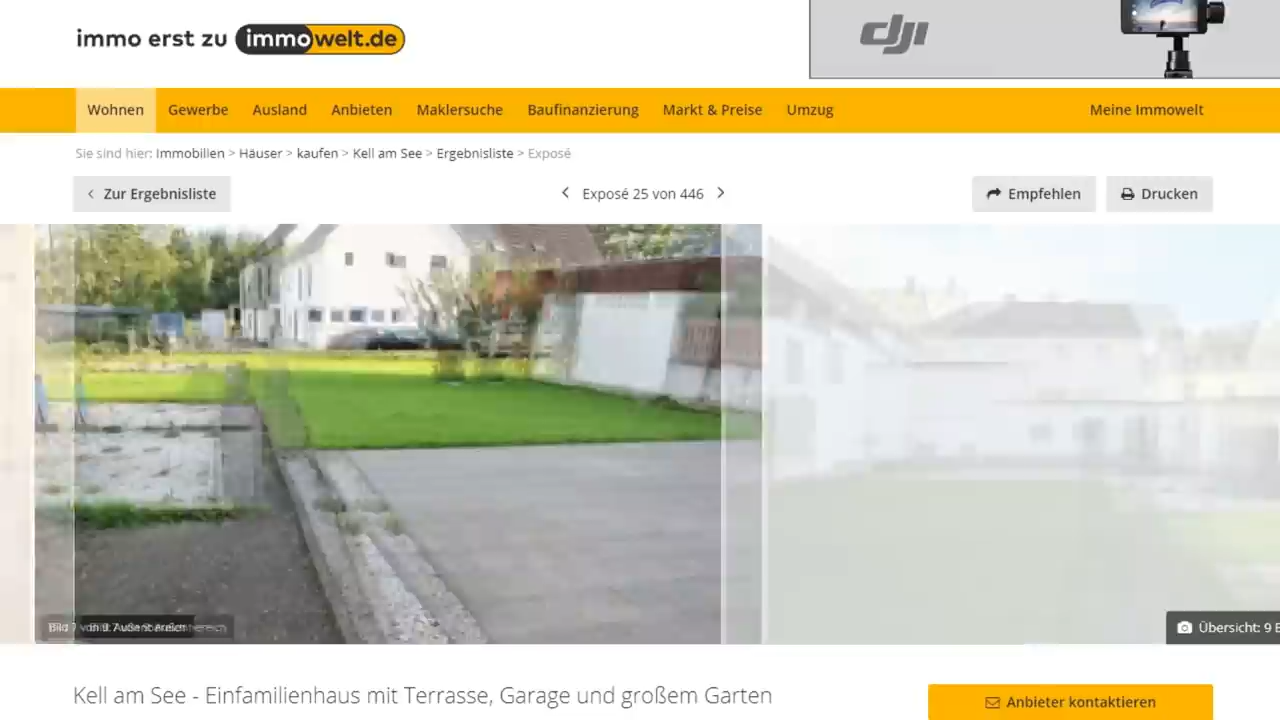 immo erst zu immowelt.de
dji
Wohnen Gewerbe Ausland Anbieten Maklersuche Baufinanzierung Markt & Preise Umzug Meine Immowelt
Sie sind hier: Immobilien > Häuser > kaufen > Kell am See > Ergebnisliste > Exposé
< Zur Ergebnisliste
< Exposé 25 von 446 >
Empfehlen
Drucken
Übersicht: 9 B
Kell am See - Einfamilienhaus mit Terrasse, Garage und großem Garten
Anbieter kontaktieren